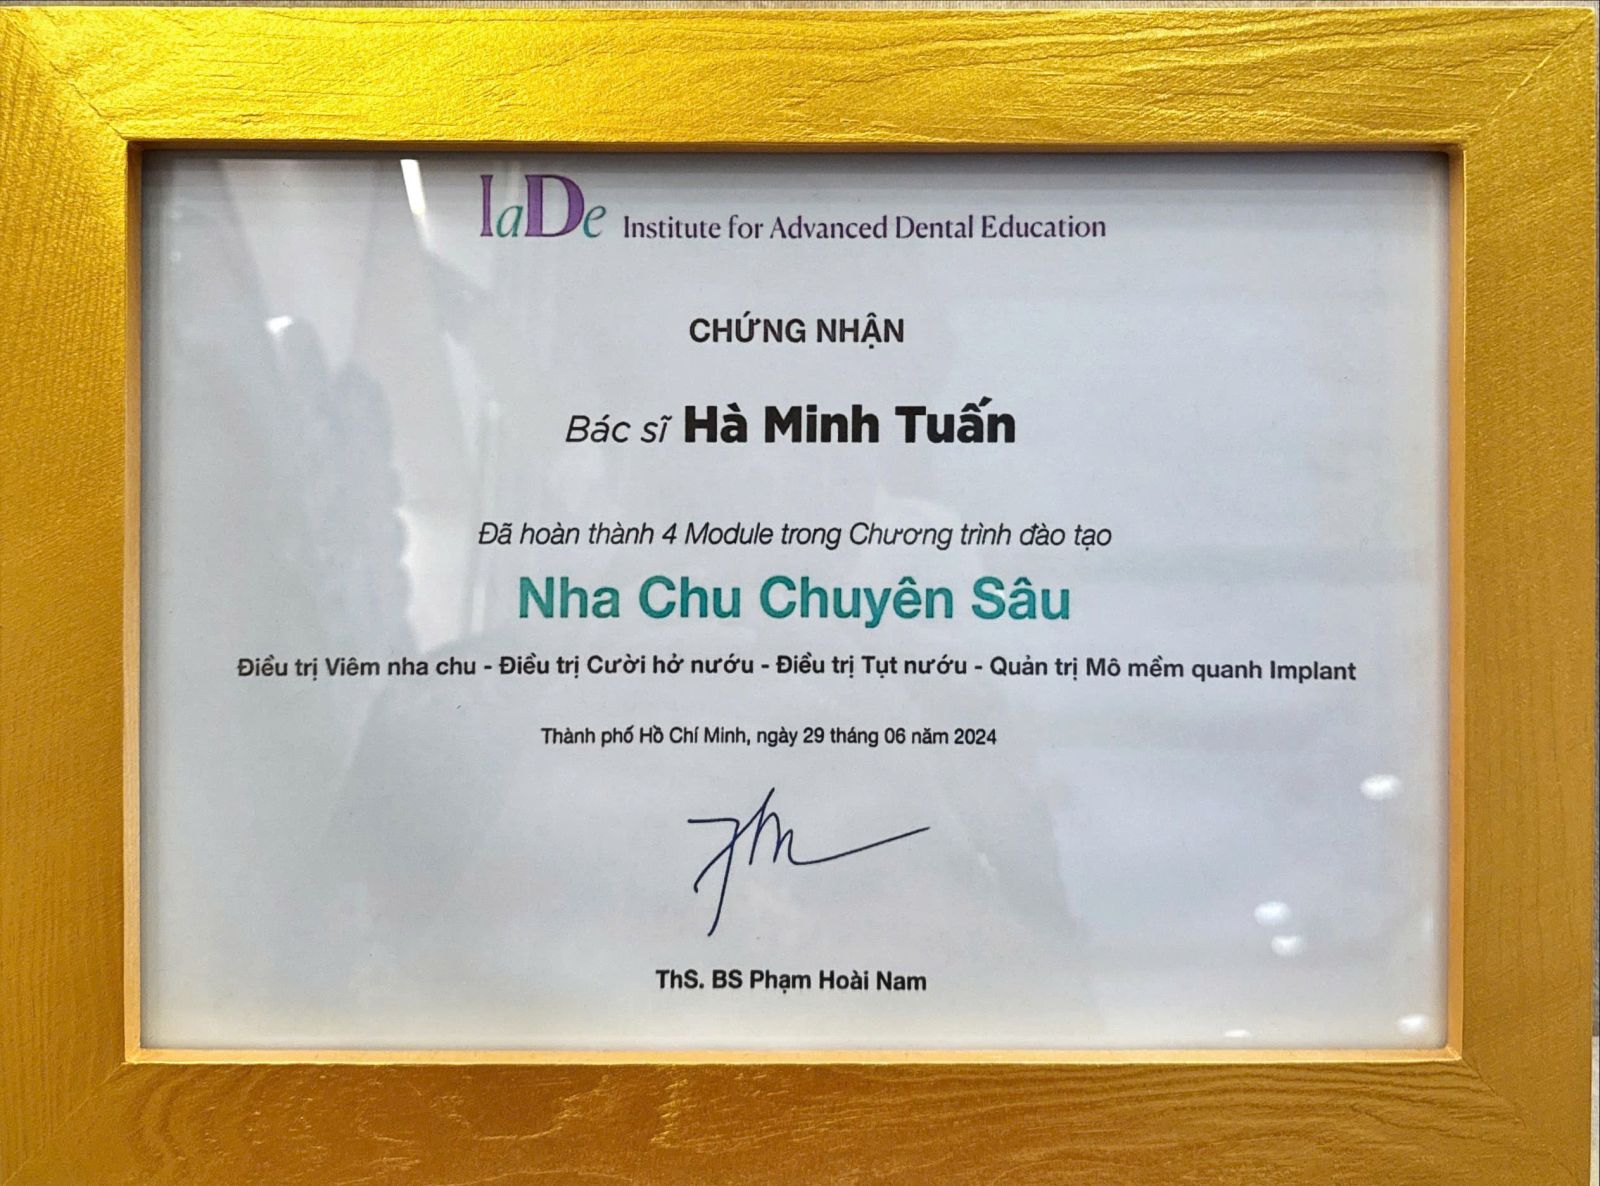 IaDe Institute for Advanced Dental Education
CHỨNG NHẬN
Bác sĩ Hà Minh Tuấn
Đã hoàn thành 4 Module trong Chương trình đào tạo
Nha Chu Chuyên Sâu
Điều trị Viêm nha chu - Điều trị Cười hở nướu - Điều trị Tụt nướu - Quản trị Mô mềm quanh Implant
Thành phố Hồ Chí Minh, ngày 29 tháng 06 năm 2024
ThS. BS Phạm Hoài Nam